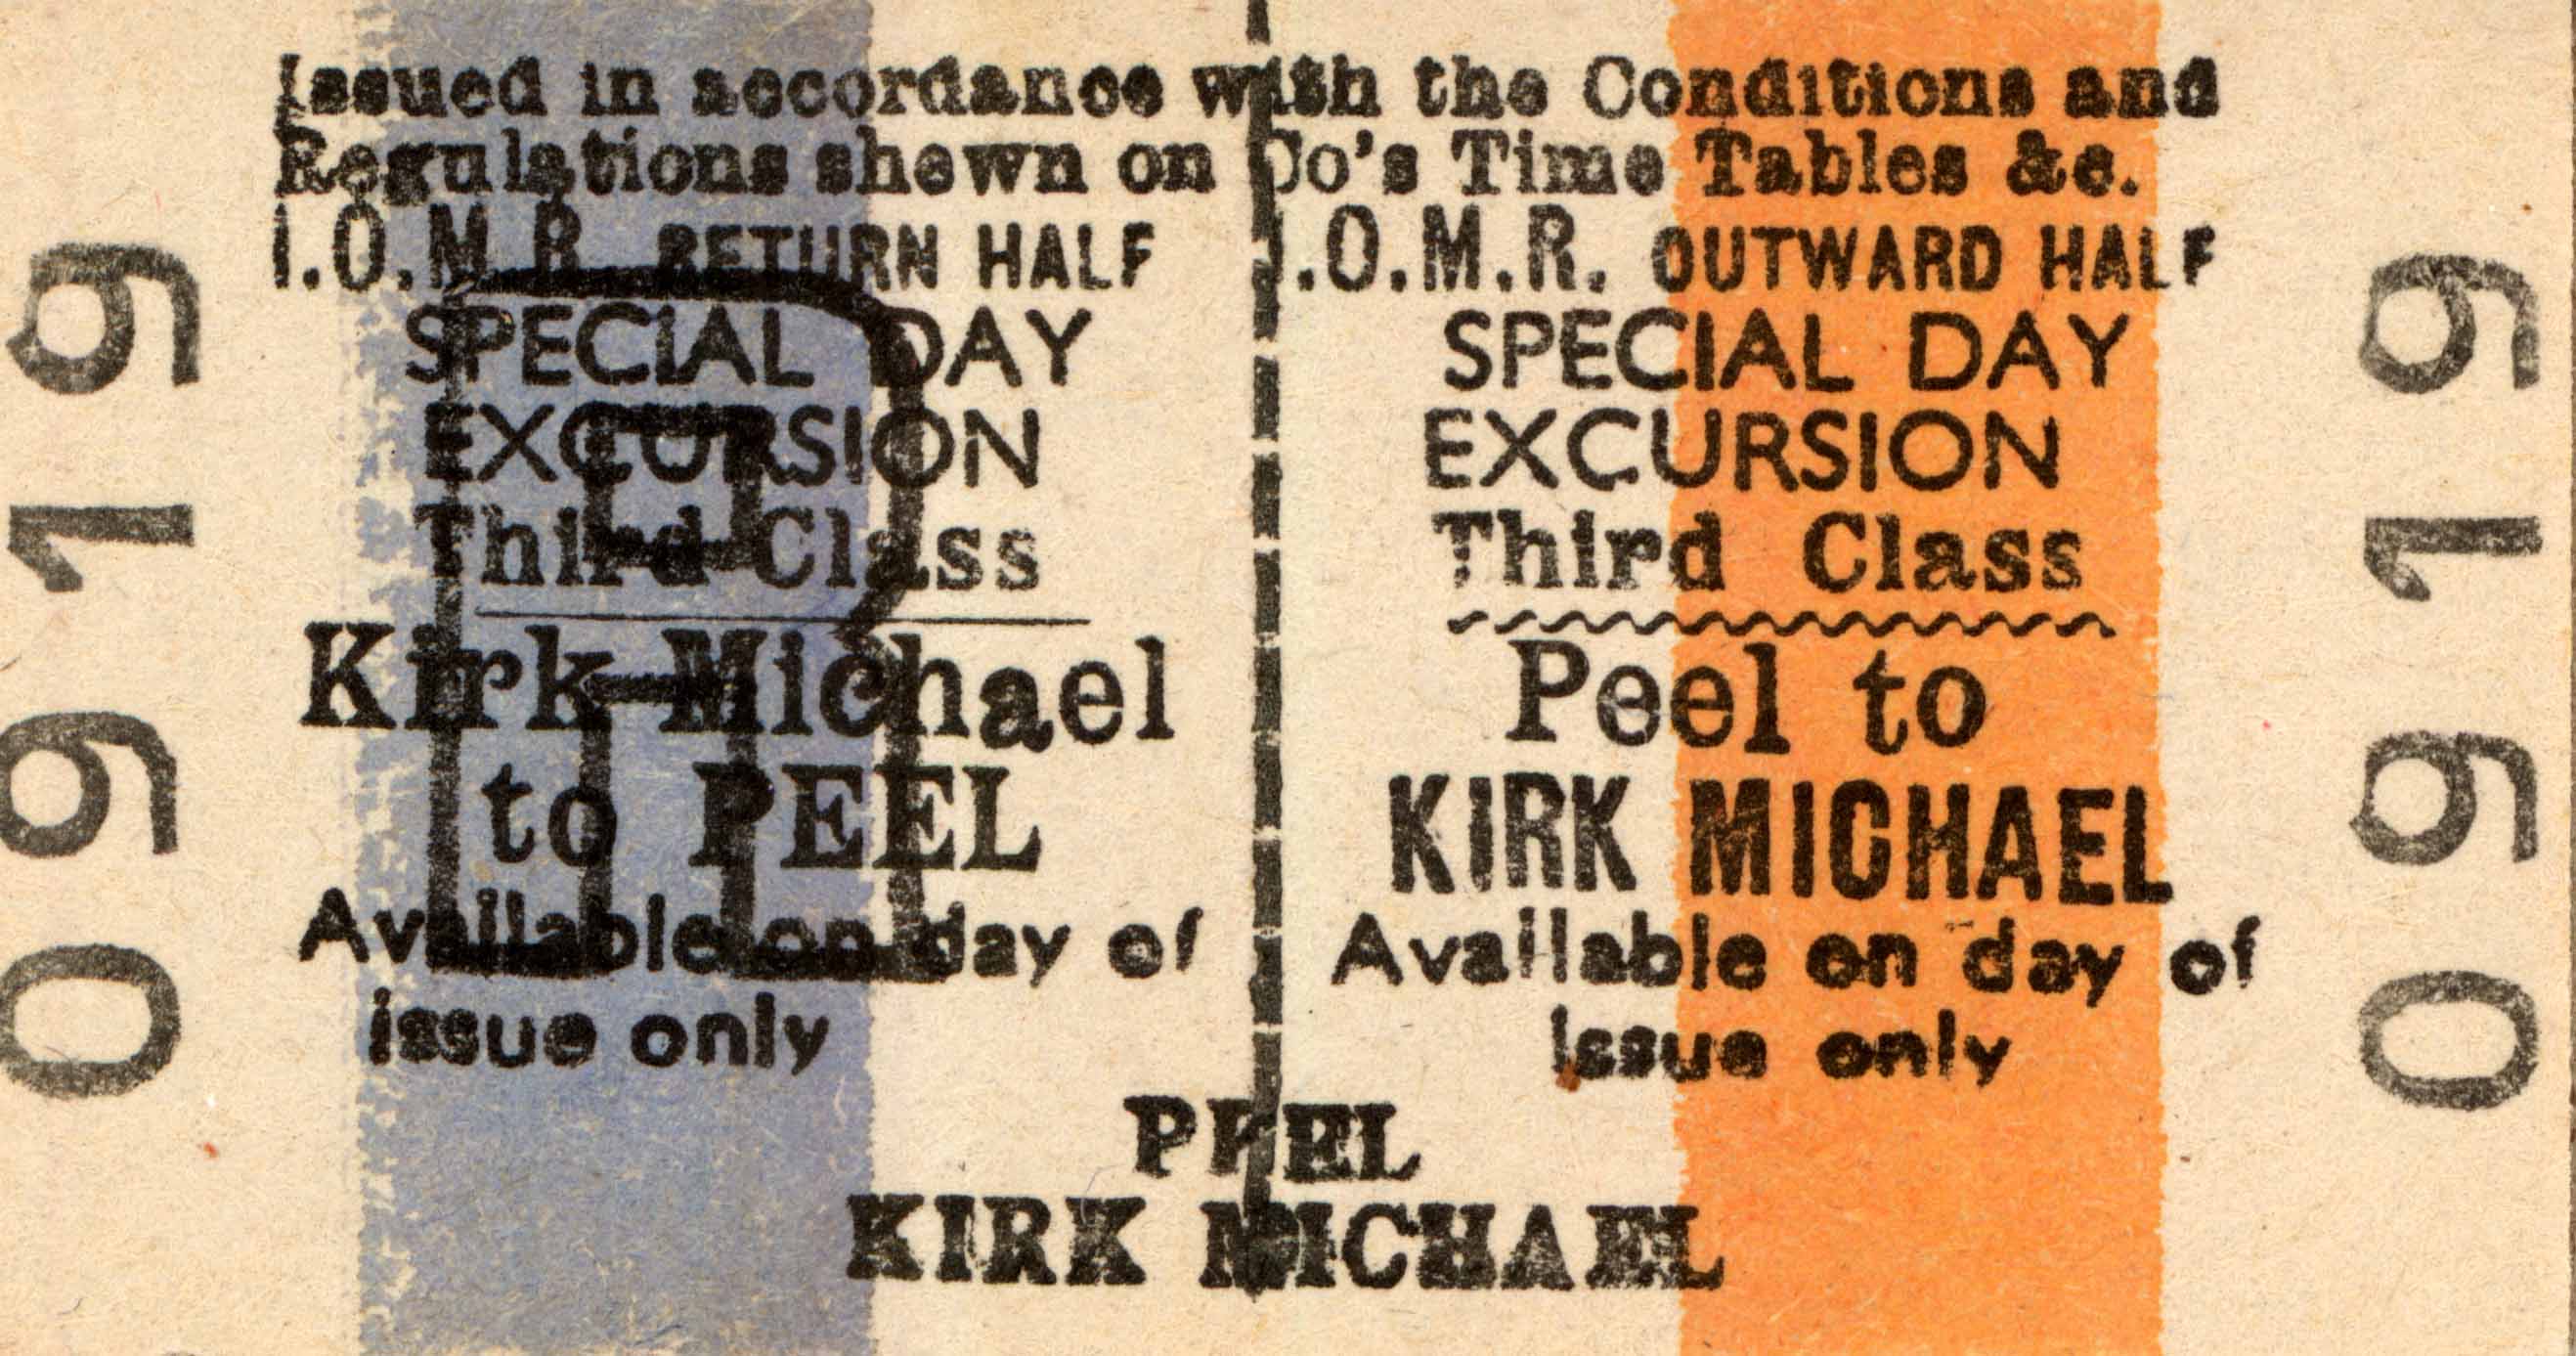 Issued in accordance with the Conditions and
Regulations shewn on Co's Time Tables &c.
I.O.M.R. RETURN HALF
SPECIAL DAY
EXCURSION
Third Class
Kirk Michael
to PEEL
Available on day of
issue only
I.O.M.R. OUTWARD HALF
SPECIAL DAY
EXCURSION
Third Class
Peel to
KIRK MICHAEL
Available on day of
issue only
PEEL
KIRK MICHAEL
R
0919
0919